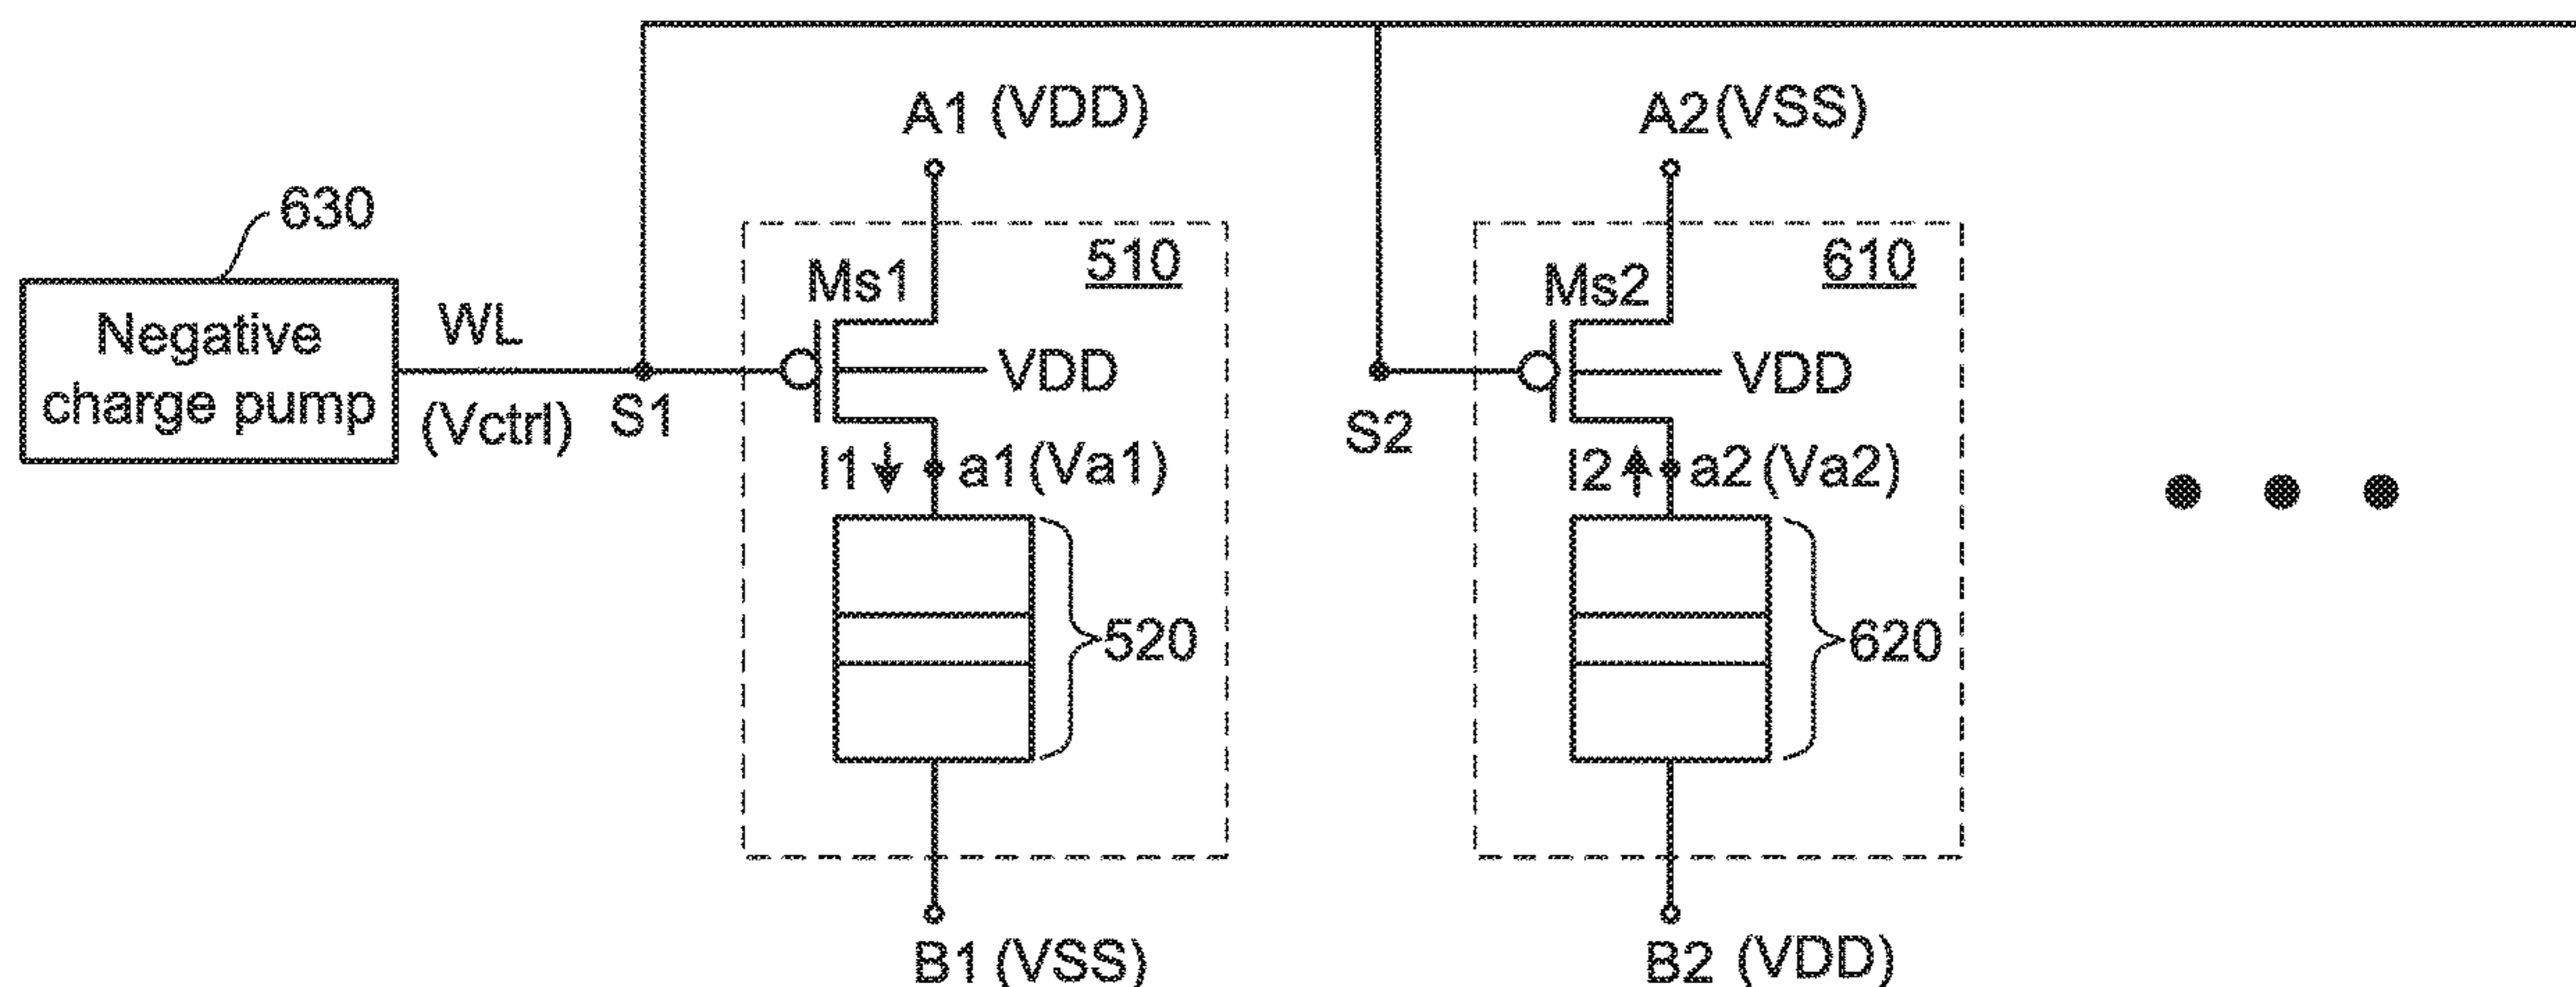 A1 (VDD)
A2 (VSS)
630
510
610
Ms1
Ms2
Negative
charge pump
WL
(Vctrl)
S1
VDD
S2
VDD
I1
a1 (Va1)
I2
a2 (Va2)
520
620
B1 (VSS)
B2 (VDD)